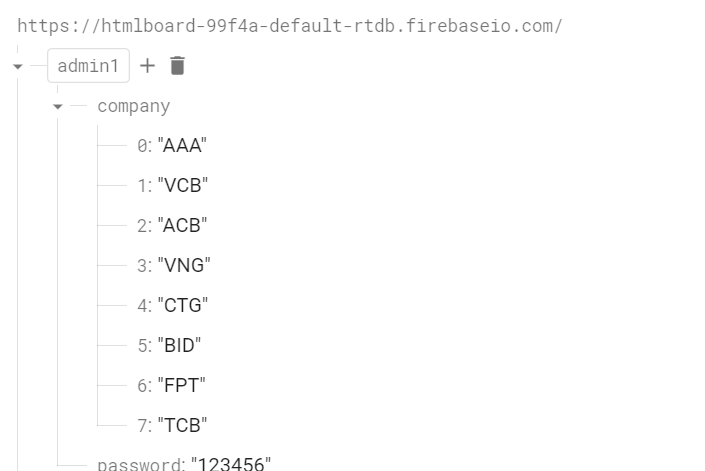 https://htmlboard-99f4a-default-rtdb.firebaseio.com/
admin1
company
0: "AAA"
1: "VCB"
2: "ACB"
3: "VNG"
4: "CTG"
5: "BID"
6: "FPT"
7: "TCB"
password: "123456"